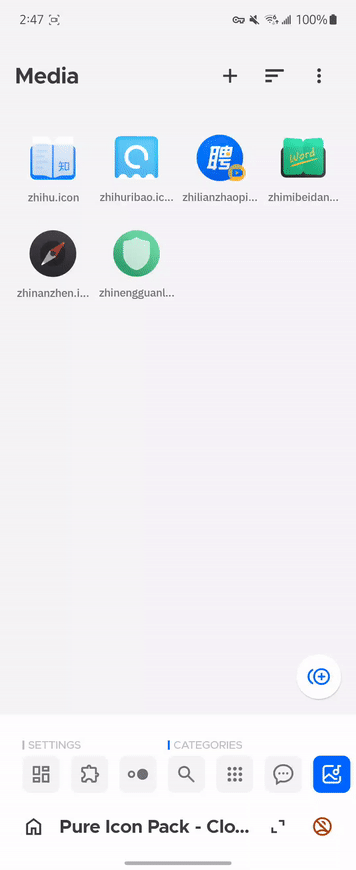 2:47 100%
Media
知 聘 Word
zhihu.icon zhihuribao.ic... zhilianzhaopi... zhimibeidan...
zhinanzhen.i... zhinengguanl...
SETTINGS CATEGORIES
Pure Icon Pack - Clo...